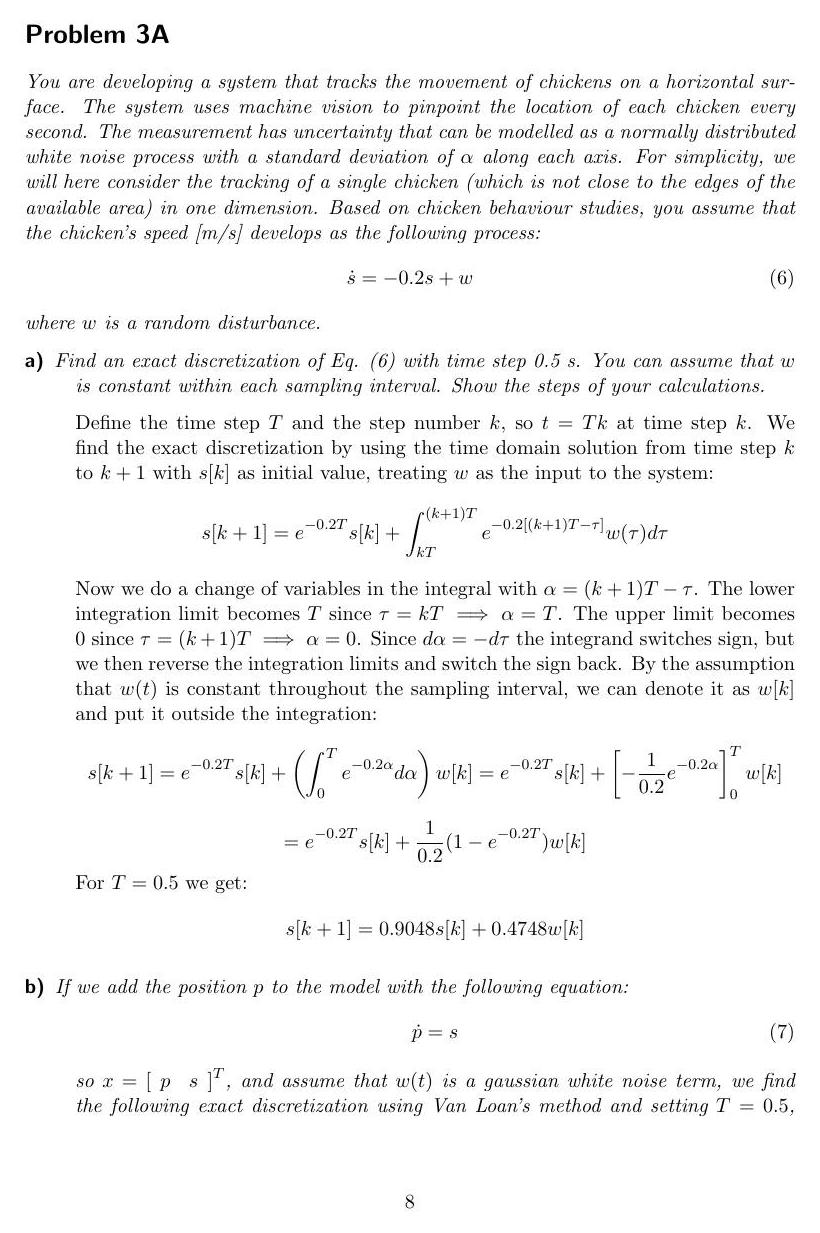 Problem 3A
You are developing a system that tracks the movement of chickens on a horizontal sur-
face. The system uses machine vision to pinpoint the location of each chicken every
second. The measurement has uncertainty that can be modelled as a normally distributed
white noise process with a standard deviation of α along each axis. For simplicity, we
will here consider the tracking of a single chicken (which is not close to the edges of the
available area) in one dimension. Based on chicken behaviour studies, you assume that
the chicken's speed [m/s] develops as the following process:
ṡ = −0.2s + w (6)
where w is a random disturbance.
a) Find an exact discretization of Eq. (6) with time step 0.5 s. You can assume that w
is constant within each sampling interval. Show the steps of your calculations.
Define the time step T and the step number k, so t = Tk at time step k. We
find the exact discretization by using the time domain solution from time step k
to k + 1 with s[k] as initial value, treating w as the input to the system:
s[k + 1] = e^{−0.2T} s[k] + ∫_{kT}^{(k+1)T} e^{−0.2[(k+1)T−τ]} w(τ)dτ
Now we do a change of variables in the integral with α = (k + 1)T − τ. The lower
integration limit becomes T since τ = kT ⟹ α = T. The upper limit becomes
0 since τ = (k + 1)T ⟹ α = 0. Since dα = −dτ the integrand switches sign, but
we then reverse the integration limits and switch the sign back. By the assumption
that w(t) is constant throughout the sampling interval, we can denote it as w[k]
and put it outside the integration:
s[k + 1] = e^{−0.2T} s[k] + (∫_0^T e^{−0.2α} dα) w[k] = e^{−0.2T} s[k] + [−\frac{1}{0.2} e^{−0.2α}]_0^T w[k]
= e^{−0.2T} s[k] + \frac{1}{0.2}(1 − e^{−0.2T})w[k]
For T = 0.5 we get:
s[k + 1] = 0.9048s[k] + 0.4748w[k]
b) If we add the position p to the model with the following equation:
ṗ = s (7)
so x = [ p s ]^T, and assume that w(t) is a gaussian white noise term, we find
the following exact discretization using Van Loan's method and setting T = 0.5,
8